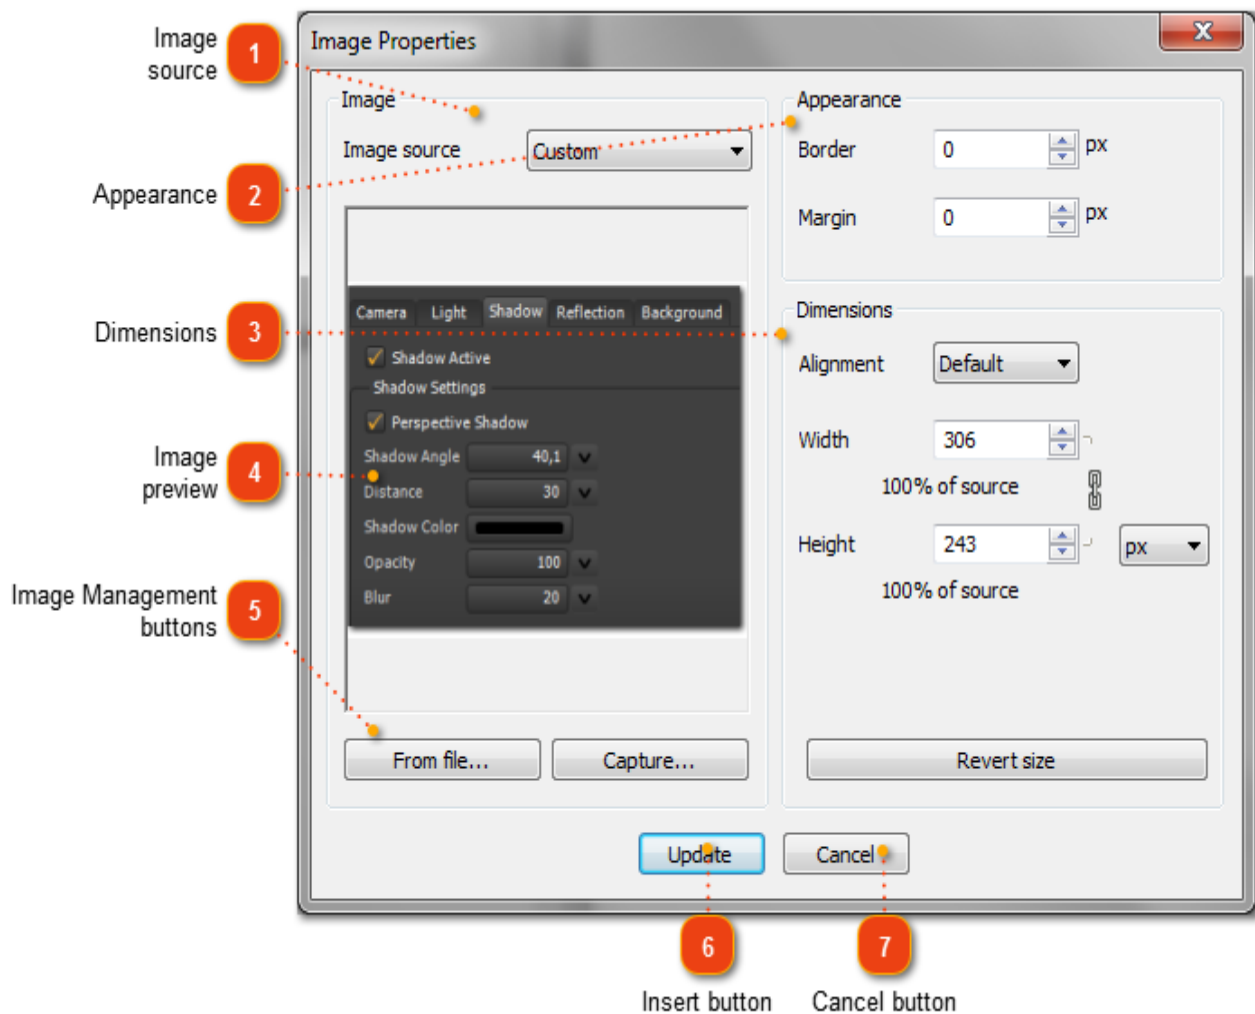 Image Properties
X
Image
source
1
Image
Image source
Custom
Appearance
2
Appearance
Border
0
px
Margin
0
px
Dimensions
3
Camera Light Shadow Reflection Background
Shadow Active
Shadow Settings
Perspective Shadow
Shadow Angle 40,1
Distance 30
Shadow Color
Opacity 100
Blur 20
Image
preview
4
Dimensions
Alignment Default
Width 306
100% of source
Height 243 px
100% of source
Image Management
buttons
5
From file... Capture...
Revert size
Update Cancel
6 7
Insert button Cancel button